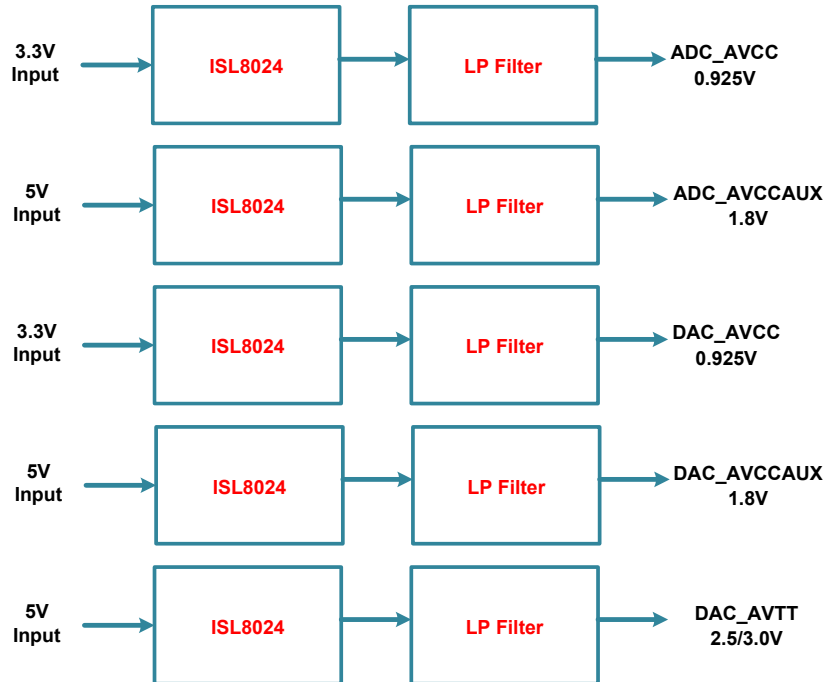 3.3V
Input
ISL8024
LP Filter
ADC_AVCC
0.925V
5V
Input
ISL8024
LP Filter
ADC_AVCCAUX
1.8V
3.3V
Input
ISL8024
LP Filter
DAC_AVCC
0.925V
5V
Input
ISL8024
LP Filter
DAC_AVCCAUX
1.8V
5V
Input
ISL8024
LP Filter
DAC_AVTT
2.5/3.0V